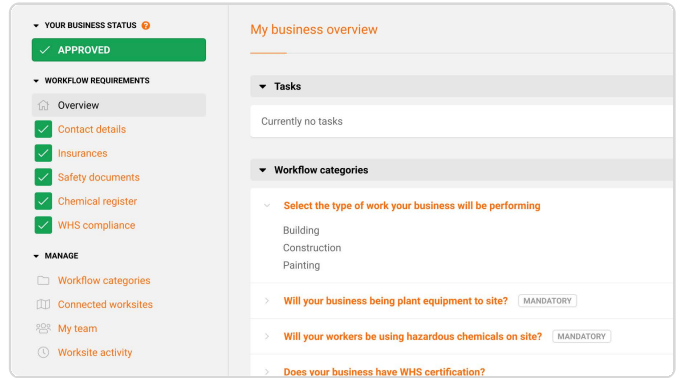 YOUR BUSINESS STATUS ?
APPROVED
WORKFLOW REQUIREMENTS
Overview
Contact details
Insurances
Safety documents
Chemical register
WHS compliance
MANAGE
Workflow categories
Connected worksites
My team
Worksite activity
My business overview
Tasks
Currently no tasks
Workflow categories
Select the type of work your business will be performing
Building
Construction
Painting
Will your business being plant equipment to site? MANDATORY
Will your workers be using hazardous chemicals on site? MANDATORY
Does your business have WHS certification?